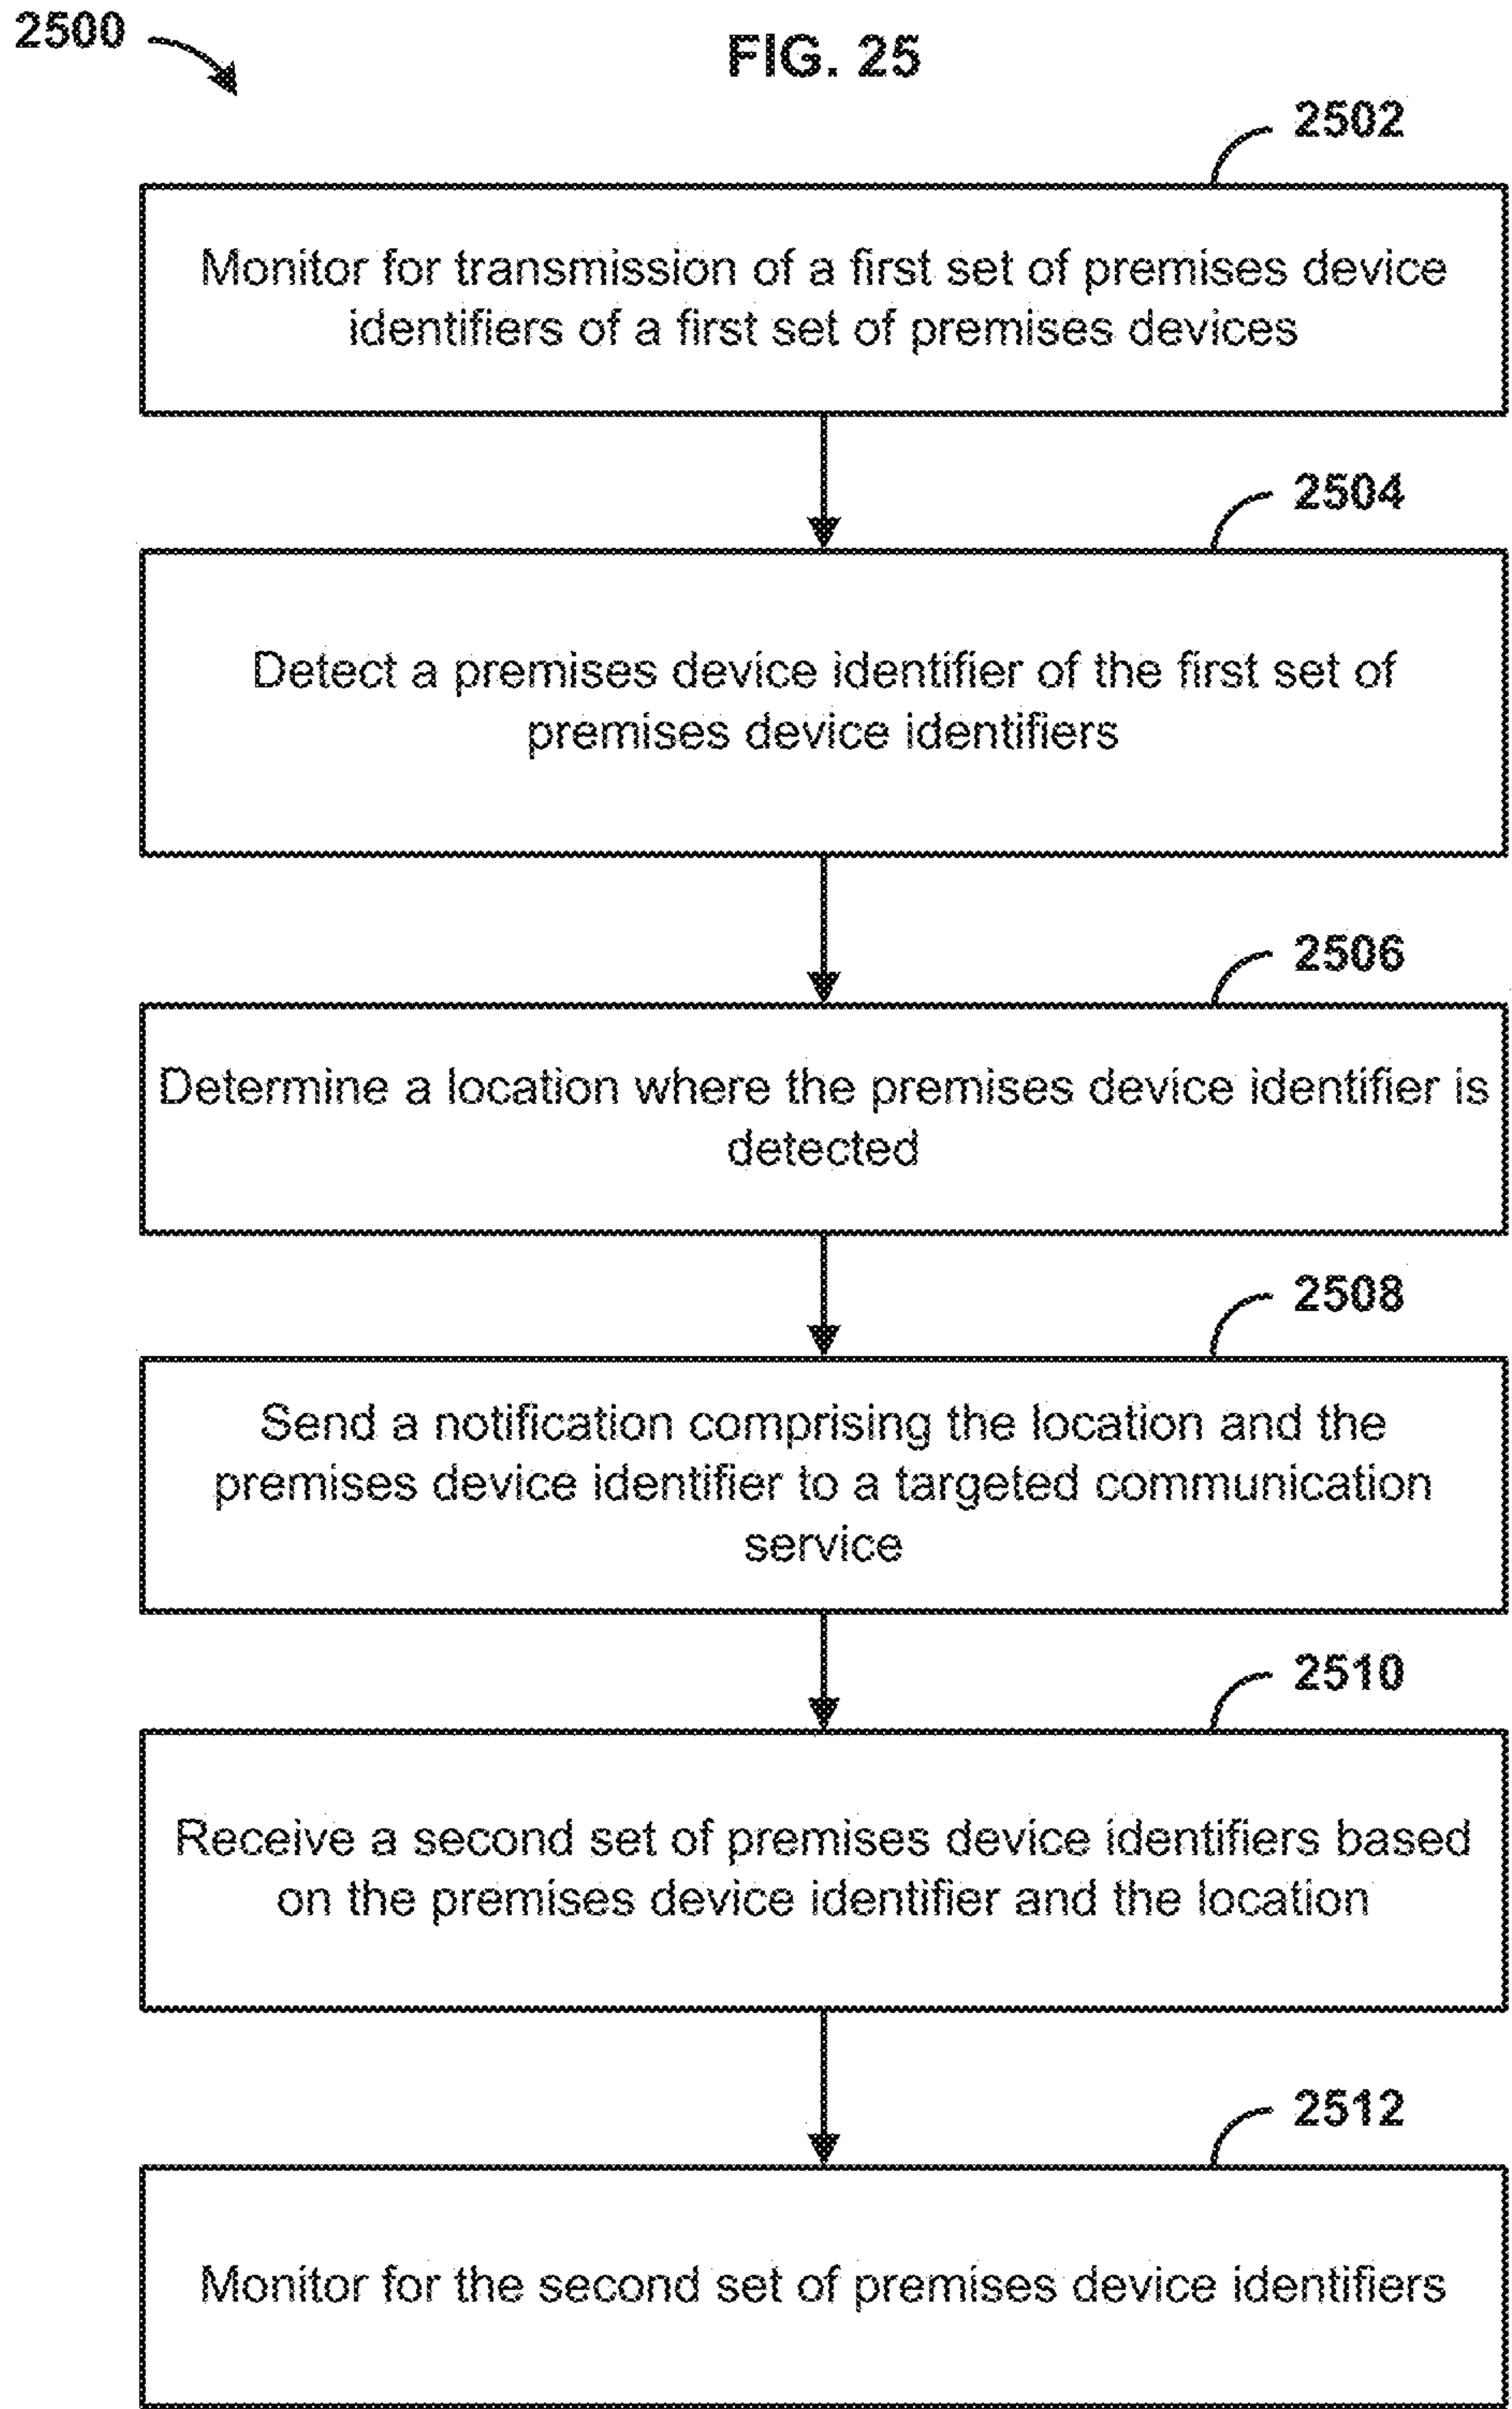 2500
FIG. 25
2502
Monitor for transmission of a first set of premises device
identifiers of a first set of premises devices
2504
Detect a premises device identifier of the first set of
premises device identifiers
2506
Determine a location where the premises device identifier is
detected
2508
Send a notification comprising the location and the
premises device identifier to a targeted communication
service
2510
Receive a second set of premises device identifiers based
on the premises device identifier and the location
2512
Monitor for the second set of premises device identifiers